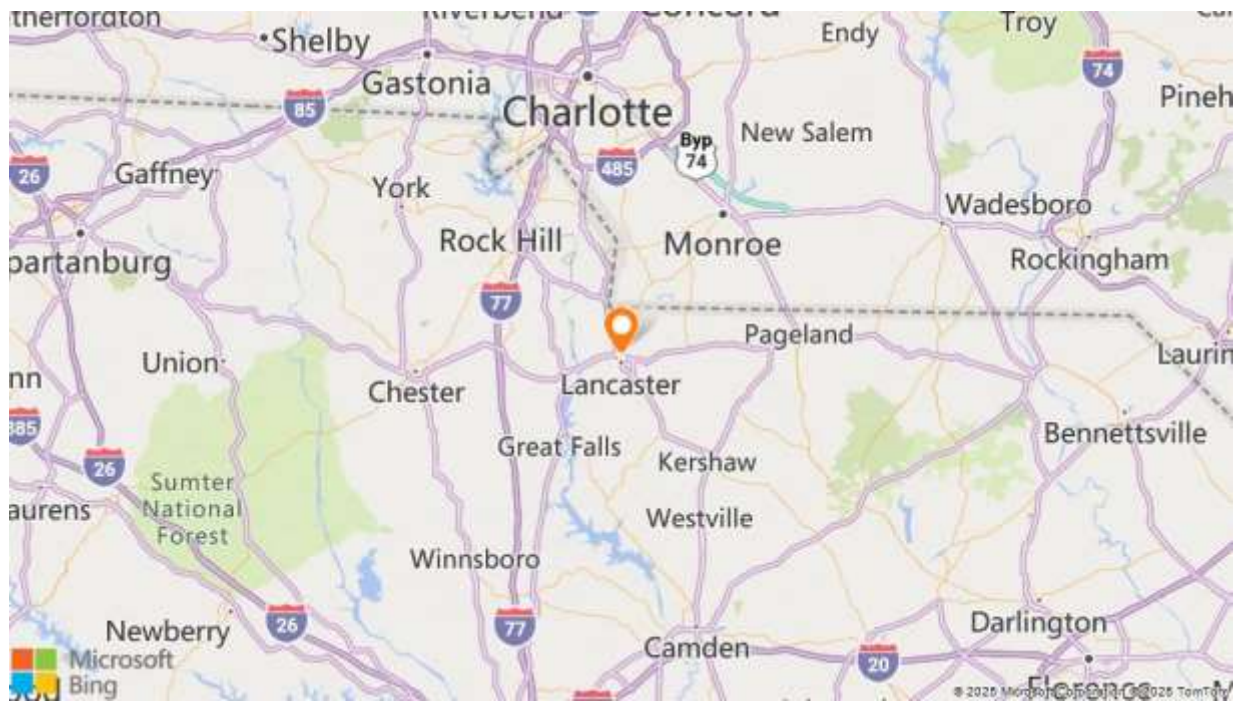 Shelby
Gastonia
Charlotte
Concord
Endy
Troy
74
85
Byp
74
New Salem
26
Gaffney
York
485
Wadesboro
Rock Hill
Monroe
Rockingham
77
Pageland
Union
Chester
Lancaster
Great Falls
Kershaw
Bennettsville
26
Sumter
National
Forest
Westville
Winnsboro
Newberry
26
77
Camden
20
Darlington
Florence
Microsoft
Bing